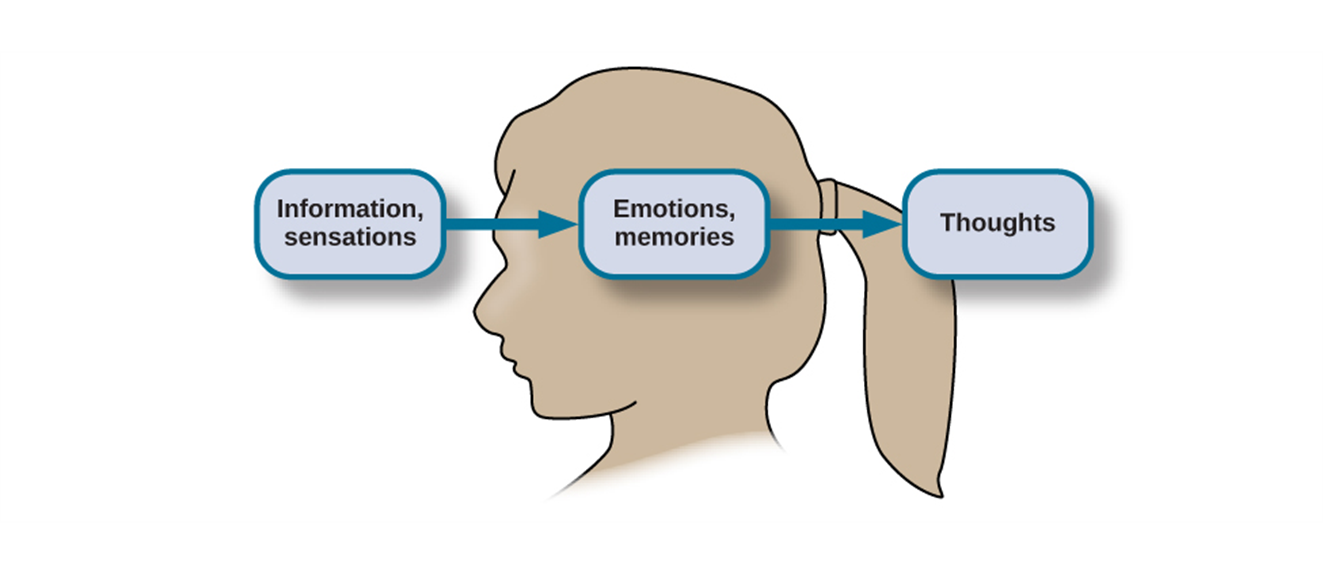 Information,
sensations
Emotions,
memories
Thoughts